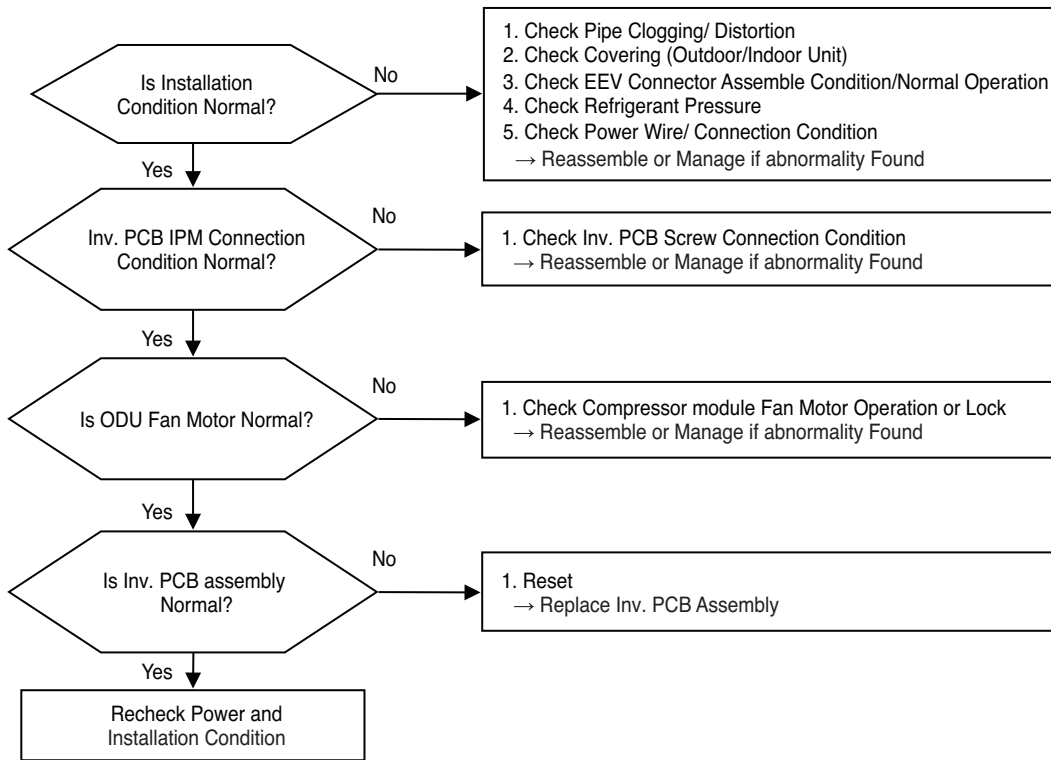 Is Installation
Condition Normal?
No
1. Check Pipe Clogging/ Distortion
2. Check Covering (Outdoor/Indoor Unit)
3. Check EEV Connector Assemble Condition/Normal Operation
4. Check Refrigerant Pressure
5. Check Power Wire/ Connection Condition
→ Reassemble or Manage if abnormality Found
Yes
Inv. PCB IPM Connection
Condition Normal?
No
1. Check Inv. PCB Screw Connection Condition
→ Reassemble or Manage if abnormality Found
Yes
Is ODU Fan Motor Normal?
No
1. Check Compressor module Fan Motor Operation or Lock
→ Reassemble or Manage if abnormality Found
Yes
Is Inv. PCB assembly
Normal?
No
1. Reset
→ Replace Inv. PCB Assembly
Yes
Recheck Power and
Installation Condition